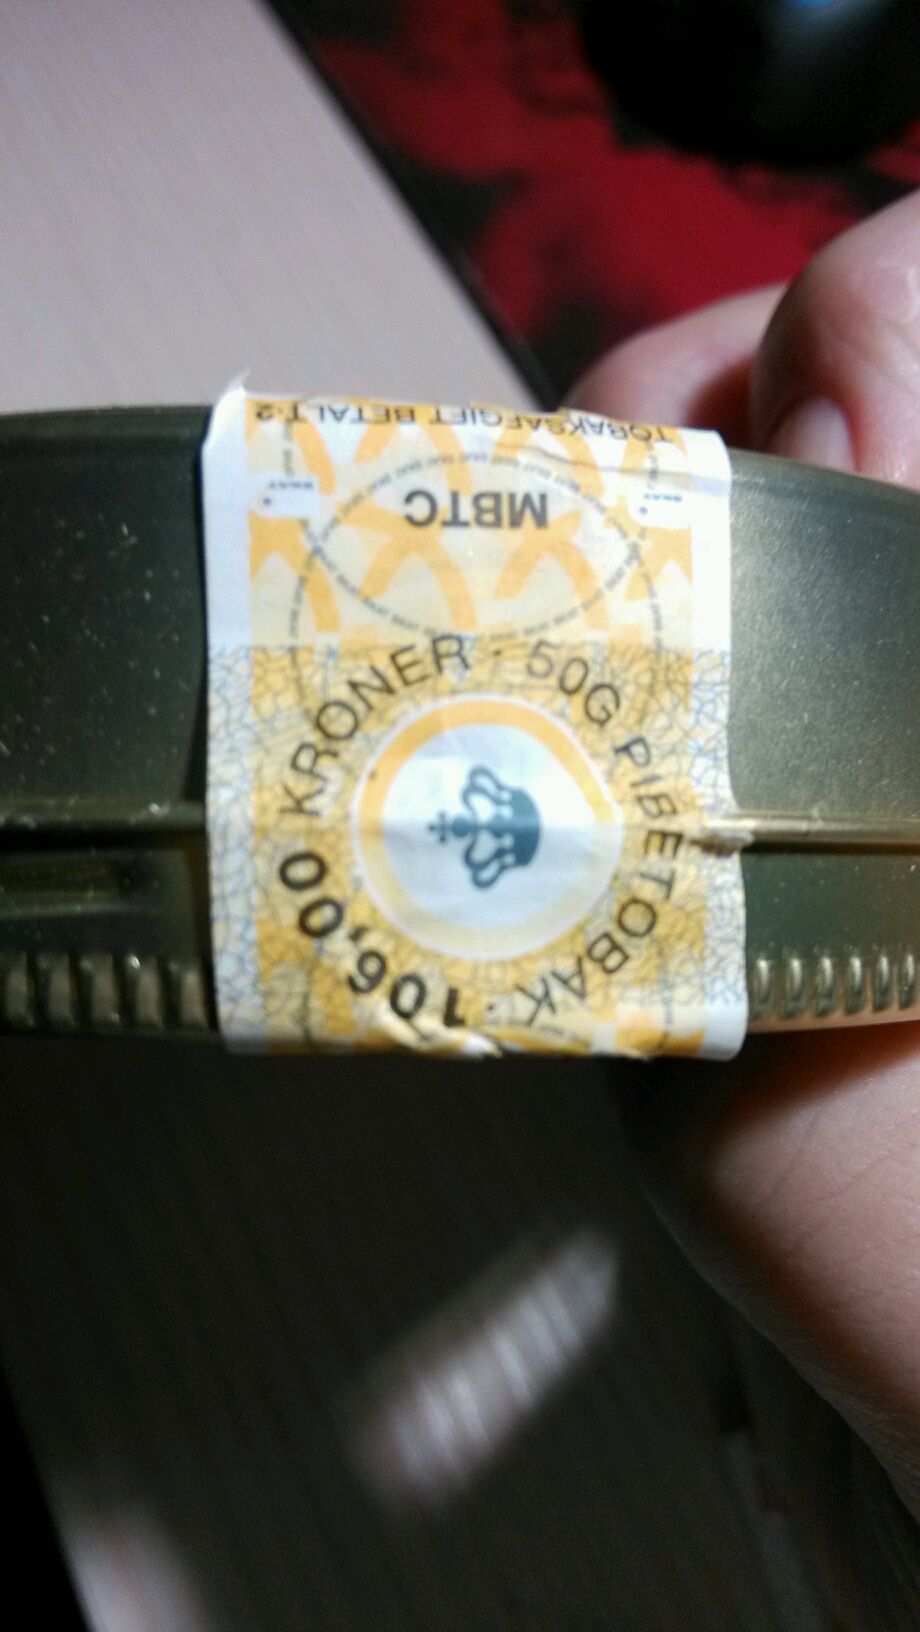 TOBAKSAFGIFT BETALT·2
MBTC
106,00 KRONER · 50G PIBETOBAK ·